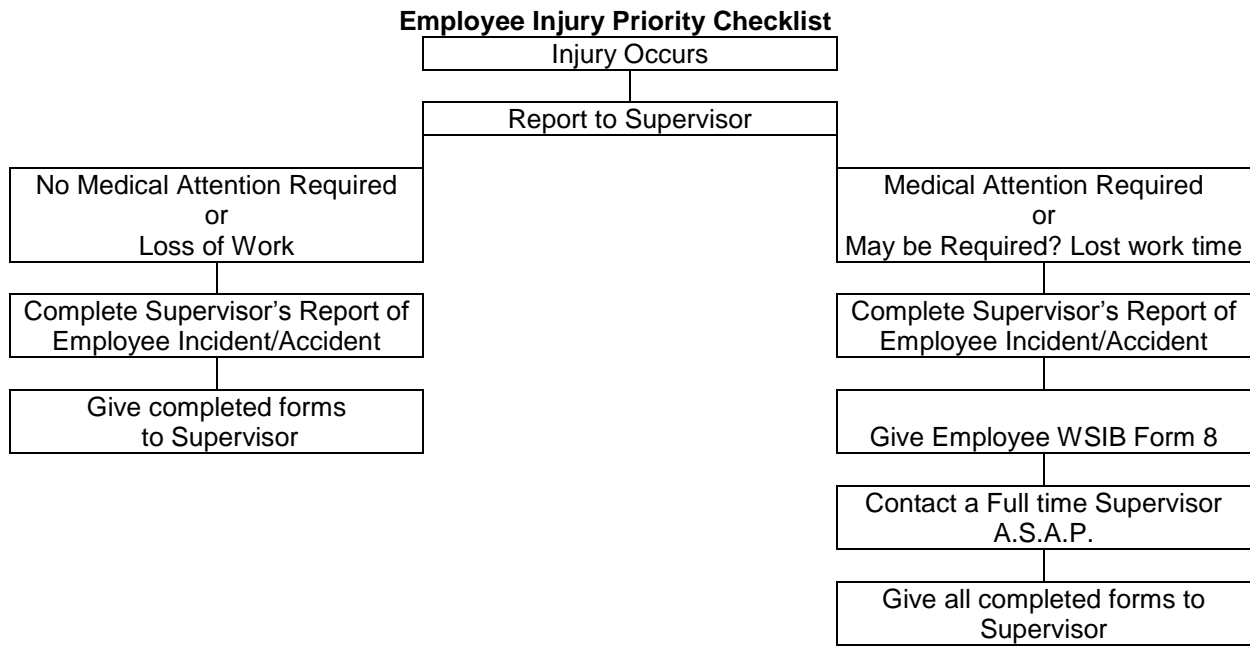 Employee Injury Priority Checklist
Injury Occurs
Report to Supervisor
No Medical Attention Required
or
Loss of Work
Complete Supervisor’s Report of
Employee Incident/Accident
Give completed forms
to Supervisor
Medical Attention Required
or
May be Required? Lost work time
Complete Supervisor’s Report of
Employee Incident/Accident
Give Employee WSIB Form 8
Contact a Full time Supervisor
A.S.A.P.
Give all completed forms to
Supervisor